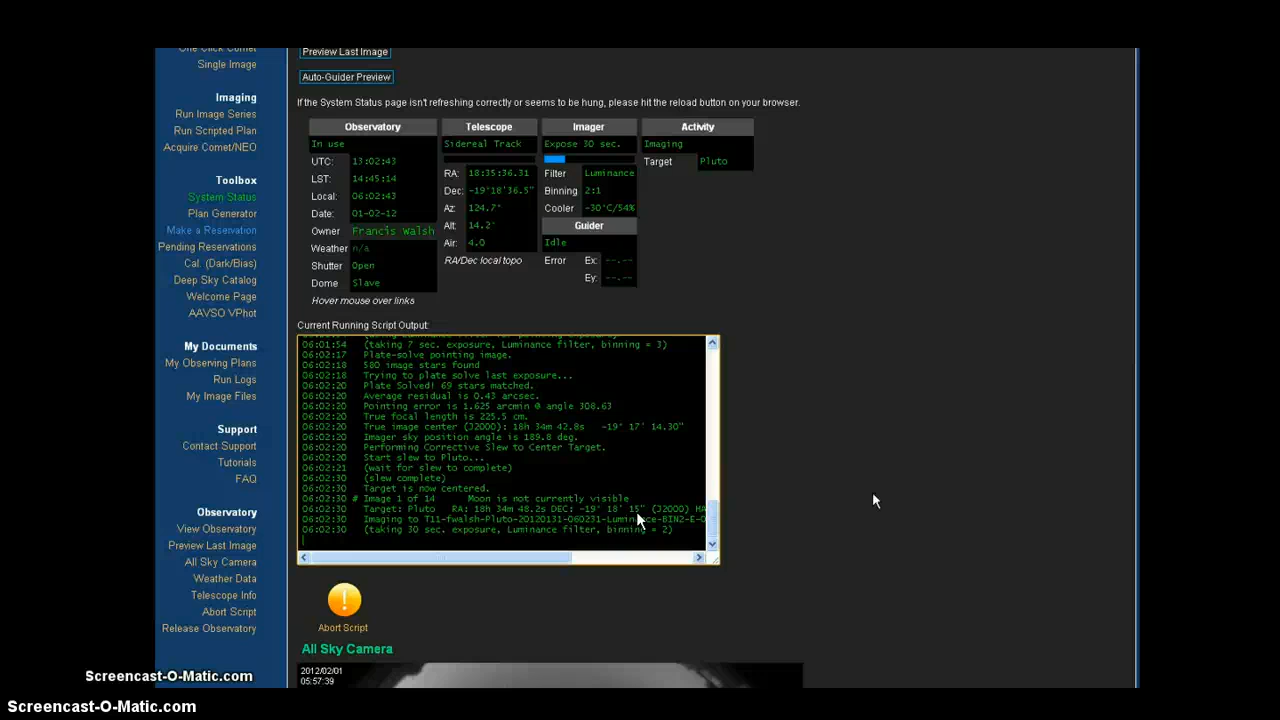 One Click Comet
Single Image
Imaging
Run Image Series
Run Scripted Plan
Acquire Comet/NEO
Toolbox
System Status
Plan Generator
Make a Reservation
Pending Reservations
Cal. (Dark/Bias)
Deep Sky Catalog
Welcome Page
AAVSO VPhot
My Documents
My Observing Plans
Run Logs
My Image Files
Support
Contact Support
Tutorials
FAQ
Observatory
View Observatory
Preview Last Image
All Sky Camera
Weather Data
Telescope Info
Abort Script
Release Observatory
Preview Last Image
Auto-Guider Preview
If the System Status page isn't refreshing correctly or seems to be hung, please hit the reload button on your browser.
Observatory
In use
UTC: 13:02:43
LST: 14:45:14
Local: 06:02:43
Date: 01-02-12
Owner Francis Walsh
Weather n/a
Shutter Open
Dome Slave
Hover mouse over links
Telescope
Sidereal Track
RA: 18:35:36.31
Dec: -19°18'36.5"
Az: 124.7°
Alt: 14.2°
Air: 4.0
RA/Dec local topo
Imager
Expose 30 sec.
Filter Luminance
Binning 2:1
Cooler -30°C/54%
Guider
Idle
Error Ex: --.--
Ey: --.--
Activity
Imaging
Target Pluto
Current Running Script Output:
06:01:54 (taking 7 sec. exposure, Luminance filter, binning = 3)
06:02:17 Plate-solve pointing image.
06:02:18 580 image stars found
06:02:18 Trying to plate solve last exposure...
06:02:20 Plate Solved! 69 stars matched.
06:02:20 Average residual is 0.43 arcsec.
06:02:20 Pointing error is 1.625 arcmin @ angle 308.63
06:02:20 True focal length is 225.5 cm.
06:02:20 True image center (J2000): 18h 34m 42.8s -19° 17' 14.30"
06:02:20 Imager sky position angle is 189.8 deg.
06:02:20 Performing Corrective Slew to Center Target.
06:02:20 Start slew to Pluto...
06:02:21 (wait for slew to complete)
06:02:30 (slew complete)
06:02:30 Target is now centered.
06:02:30 # Image 1 of 14 Moon is not currently visible
06:02:30 Target: Pluto RA: 18h 34m 48.2s DEC: -19° 18' 15" (J2000) HA
06:02:30 Imaging to T11-fwalsh-Pluto-20120131-060231-Luminance-BIN2-E-0
06:02:30 (taking 30 sec. exposure, Luminance filter, binning = 2)
Abort Script
All Sky Camera
2012/02/01
05:57:39
Screencast-O-Matic.com
Screencast-O-Matic.com